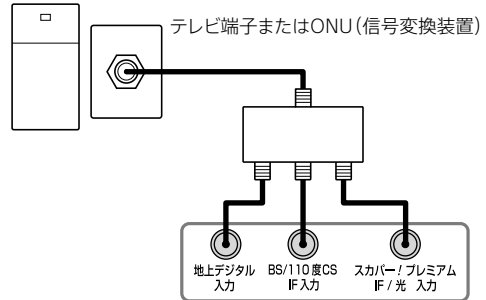 テレビ端子またはONU（信号変換装置）
地上デジタル
入力
BS/110度CS
IF入力
スカパー！プレミアム
IF / 光 入力